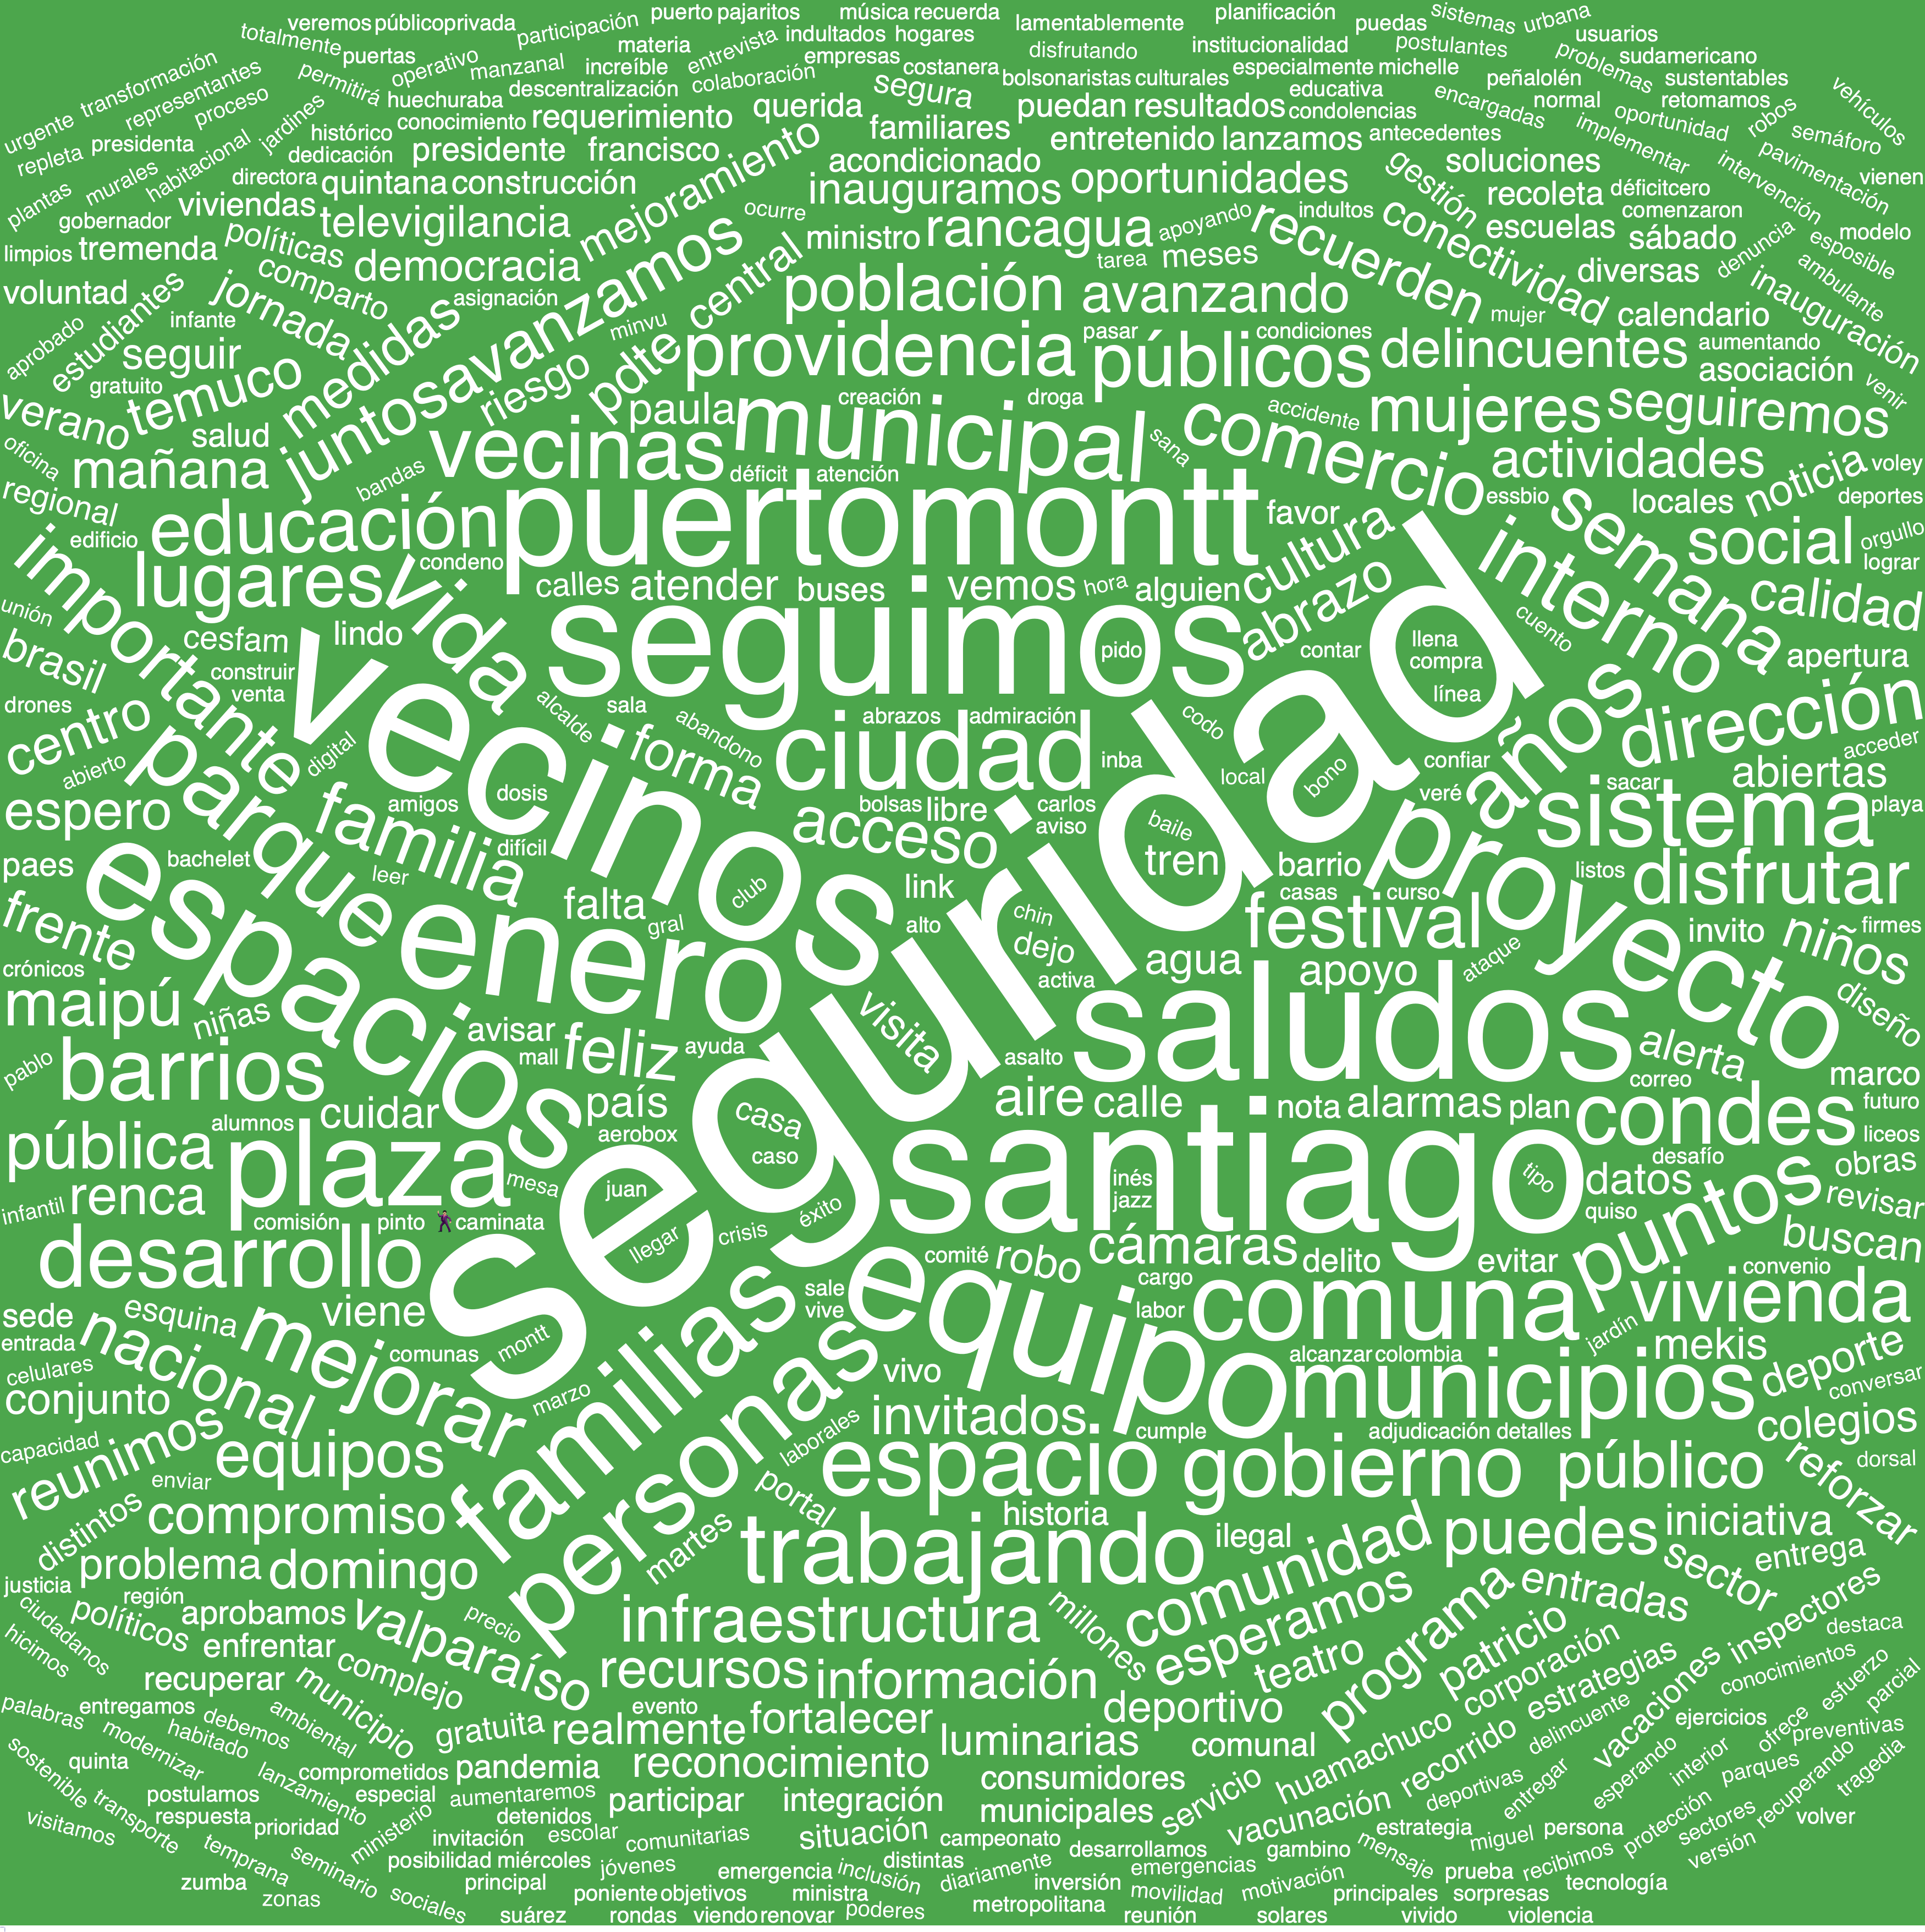 seguridad
vecinos
santiago
seguimos
puertomontt
saludos
proyecto
espacios
enero
equipo
plaza
ciudad
familias
personas
comuna
municipios
municipal
trabajando
espacio
gobierno
desarrollo
mejorar
parque
sistema
vecinas
providencia
vivienda
condes
barrios
lugares
educación
importante
vida
años
puntos
comunidad
infraestructura
público
públicos
comercio
interno
semana
dirección
disfrutar
festival
social
juntosavanzamos
población
avanzando
mujeres
delincuentes
seguiremos
actividades
rancagua
inauguramos
oportunidades
recuerden
conectividad
medidas
temuco
mañana
verano
democracia
televigilancia
mejoramiento
central
pdte
riesgo
paula
jornada
seguir
estudiantes
voluntad
tremenda
viviendas
políticas
comparto
quintana
construcción
presidente
francisco
requerimiento
querida
segura
familiares
acondicionado
puedan
resultados
entretenido
lanzamos
soluciones
recoleta
escuelas
sábado
gestión
diversas
calendario
inauguración
asociación
noticia
locales
calidad
apertura
abiertas
cultura
abrazo
favor
alguien
vemos
buses
atender
calles
acceso
forma
familia
libre
link
falta
feliz
país
avisar
cuidar
visita
casa
caso
tren
barrio
agua
apoyo
dejo
aire
calle
nota
alarmas
plan
alerta
marco
invito
niños
diseño
datos
obras
revisar
buscan
cámaras
delito
evitar
robo
mekis
deporte
colegios
reforzar
puedes
iniciativa
sector
entrega
entradas
programa
esperamos
teatro
patricio
corporación
estrategias
inspectores
vacaciones
recorrido
huamachuco
servicio
vacunación
ilegal
millones
historia
portal
martes
invitados
vivo
nacional
conjunto
reunimos
equipos
compromiso
distintos
problema
domingo
políticos
aprobamos
enfrentar
recuperar
valparaíso
complejo
municipio
recursos
información
gratuita
realmente
fortalecer
deportivo
luminarias
comunal
reconocimiento
pandemia
consumidores
municipales
participar
integración
situación
pública
renca
maipú
niñas
frente
paes
espero
centro
brasil
cesfam
lindo
regional
salud
viene
esquina
sede
veremos
públicoprivada
participación
puerto
pajaritos
música
recuerda
lamentablemente
planificación
puedas
sistemas
urbana
usuarios
totalmente
puertas
materia
entrevista
indultados
hogares
disfrutando
institucionalidad
postulantes
problemas
sudamericano
transformación
permitirá
operativo
manzanal
increíble
empresas
costanera
colaboración
bolsonaristas
culturales
especialmente
michelle
peñalolén
sustentables
vehículos
representantes
proceso
huechuraba
descentralización
educativa
condolencias
encargadas
normal
retomamos
oportunidad
robos
semáforo
urgente
repleta
presidenta
jardines
histórico
conocimiento
dedicación
antecedentes
implementar
intervención
pavimentación
vienen
plantas
murales
habitacional
directora
gobernador
limpios
ocurre
ministro
apoyando
tarea
meses
indultos
déficitcero
comenzaron
denuncia
esposible
modelo
ambulante
asignación
infante
minvu
pasar
condiciones
mujer
aumentando
venir
aprobado
gratuito
creación
droga
accidente
sana
voley
deportes
essbio
orgullo
lograr
oficina
bandas
déficit
atención
edificio
condeno
hora
cuento
unión
construir
venta
drones
pido
contar
llena
compra
línea
abierto
digital
alcalde
sala
abandono
abrazos
admiración
codo
inba
local
bono
confiar
veré
sacar
acceder
playa
amigos
dosis
bolsas
carlos
aviso
baile
difícil
bachelet
leer
club
gral
alto
chin
activa
casas
curso
listos
firmes
ataque
crónicos
pablo
mall
ayuda
asalto
correo
futuro
liceos
alumnos
aerobox
mesa
juan
inés
jazz
tipo
desafío
quiso
infantil
comisión
pinto
caminata
llegar
crisis
éxito
comité
cargo
sale
vive
labor
convenio
jardín
entrada
celulares
comunas
montt
marzo
alcanzar
colombia
conversar
capacidad
enviar
laborales
cumple
adjudicación
detalles
dorsal
justicia
región
ciudadanos
hicimos
precio
destaca
conocimientos
esfuerzo
parcial
palabras
entregamos
modernizar
habitado
debemos
ambiental
evento
ejercicios
ofrece
preventivas
delincuente
sostenible
quinta
lanzamiento
comprometidos
especial
aumentaremos
deportivas
entregar
esperando
interior
parques
recuperando
tragedia
visitamos
transporte
postulamos
respuesta
prioridad
ministerio
detenidos
invitación
escolar
comunitarias
campeonato
desarrollamos
estrategia
miguel
persona
protección
sectores
versión
volver
temprana
seminario
posibilidad
miércoles
jóvenes
emergencia
inclusión
distintas
diariamente
emergencias
gambino
mensaje
prueba
recibimos
zumba
zonas
sociales
principal
poniente
objetivos
ministra
inversión
movilidad
motivación
principales
sorpresas
tecnología
suárez
rondas
viendo
renovar
poderes
metropolitana
reunión
solares
vivido
violencia